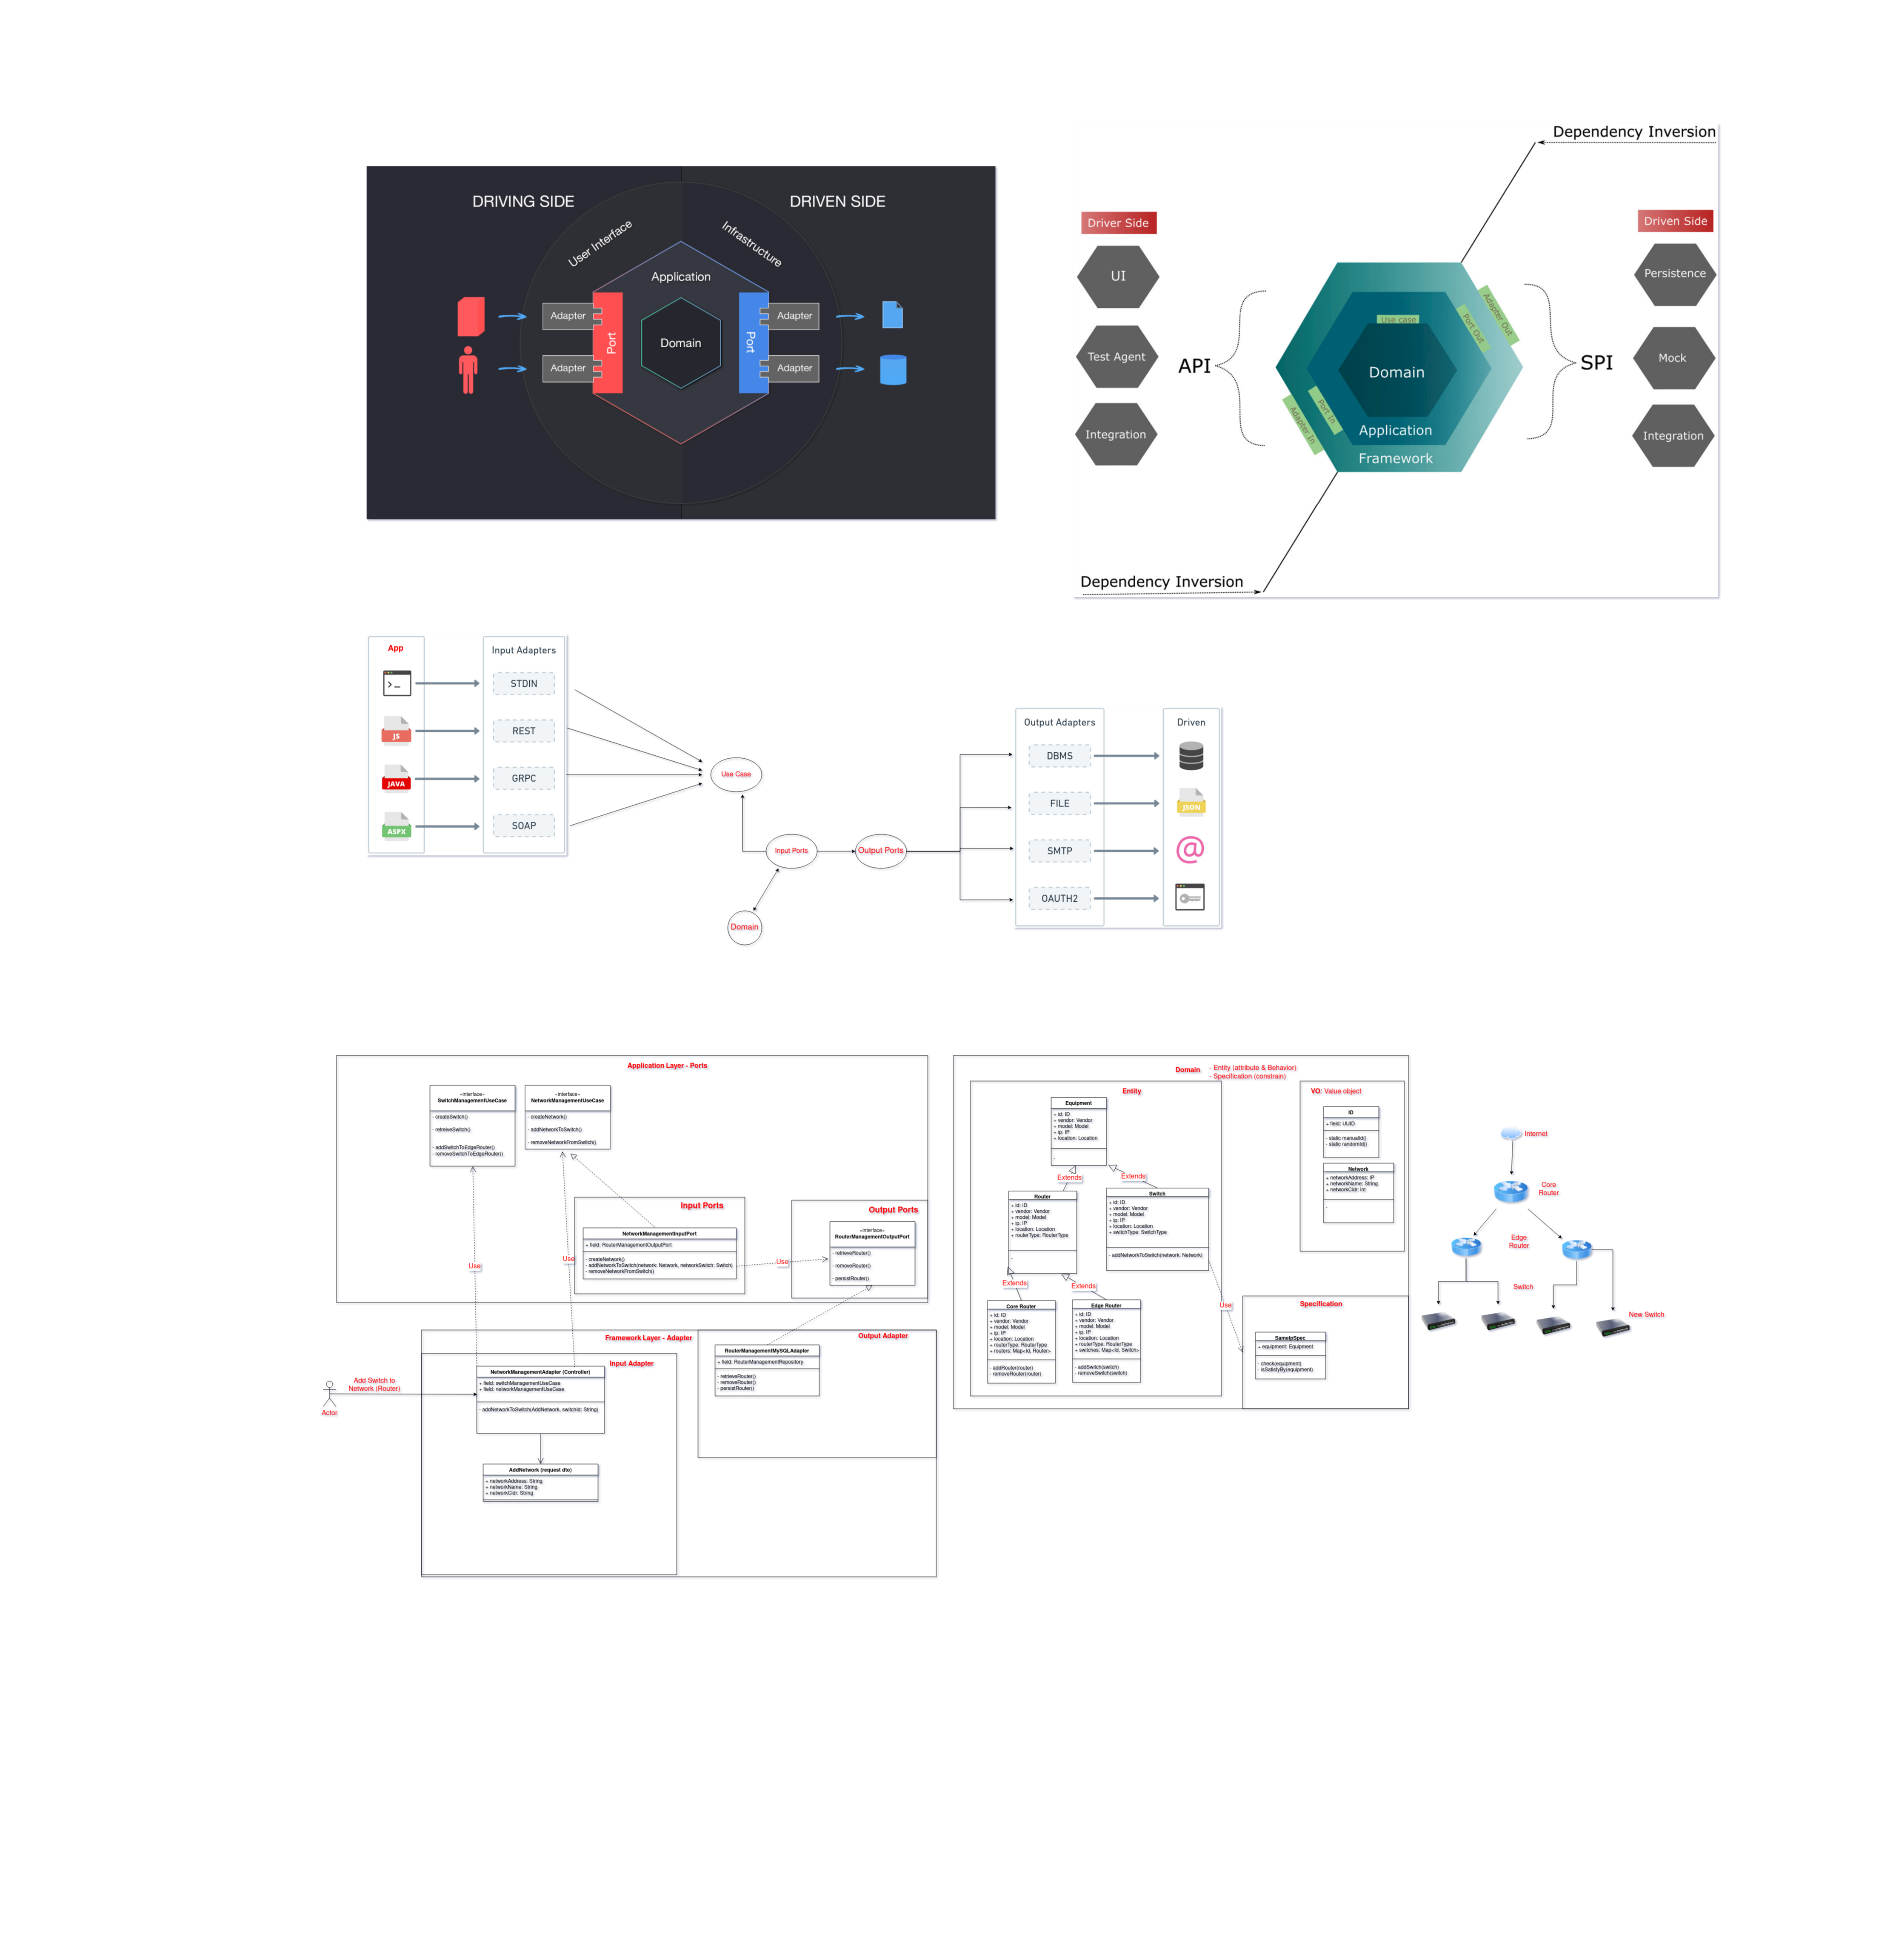 DRIVING SIDE
DRIVEN SIDE
User Interface
Infrastructure
Application
Adapter
Adapter
Port
Domain
Port
Adapter
Adapter
Dependency Inversion
Driver Side
Driven Side
UI
Test Agent
Integration
API
Use case
Port Out
Adapter Out
Domain
Port In
Adapter In
Application
Framework
SPI
Persistence
Mock
Integration
Dependency Inversion
App
Input Adapters
STDIN
JS
REST
JAVA
GRPC
ASPX
SOAP
Use Case
Input Ports
Output Ports
Domain
Output Adapters
Driven
DBMS
FILE
JSON
SMTP
@
OAUTH2
Application Layer - Ports
«interface»
SwitchManagementUseCase
- createSwitch()
- retreiveSwitch()
- addSwitchToEdgeRouter()
- removeSwitchToEdgeRouter()
«interface»
NetworkManagementUseCase
- createNetwork()
- addNetworkToSwitch()
- removeNetworkFromSwitch()
Input Ports
NetworkManagementInputPort
+ field: RouterManagementOutputPort
- createNetwork()
- addNetworkToSwitch(network: Network, networkSwitch: Switch)
- removeNetworkFromSwitch()
Output Ports
«interface»
RouterManagementOutputPort
- retrieveRouter()
- removeRouter()
- persistRouter()
Use
Use
Use
Framework Layer - Adapter
Input Adapter
NetworkManagementAdapter (Controller)
+ field: switchManagementUseCase
+ field: networkManagementUseCase
- addNetworkToSwitch(AddNetwork, switchId: String)
AddNetwork (request dto)
+ networkAddress: String
+ networkName: String
+ networkCidr: String
Output Adapter
RouterManagementMySQLAdapter
+ field: RouterManagementRepository
- retrieveRouter()
- removeRouter()
- persistRouter()
Add Switch to
Network (Router)
Actor
Domain
- Entity (attribute & Behavior)
- Specification (constrain)
Entity
Equipment
+ id: ID
+ vendor: Vendor
+ model: Model
+ ip: IP
+ location: Location
-
Extends
Extends
Router
+ id: ID
+ vendor: Vendor
+ model: Model
+ ip: IP
+ location: Location
+ routerType: RouterType
-
Switch
+ id: ID
+ vendor: Vendor
+ model: Model
+ ip: IP
+ location: Location
+ switchType: SwitchType
- addNetworkToSwitch(network: Network)
Extends
Extends
Core Router
+ id: ID
+ vendor: Vendor
+ model: Model
+ ip: IP
+ location: Location
+ routerType: RouterType
+ routers: Map<Id, Router>
- addRouter(router)
- removeRouter(router)
Edge Router
+ id: ID
+ vendor: Vendor
+ model: Model
+ ip: IP
+ location: Location
+ routerType: RouterType
+ switches: Map<Id, Switch>
- addSwitch(switch)
- removeSwitch(switch)
Use
VO: Value object
ID
+ field: UUID
- static manualId()
- static randomId()
Network
+ networkAddress: IP
+ networkName: String
+ networkCidr: int
-
Specification
SameIpSpec
+ equipment: Equipment
- check(equipment)
- isSatisfyBy(equipment)
Internet
Core
Router
Edge
Router
Switch
New Switch